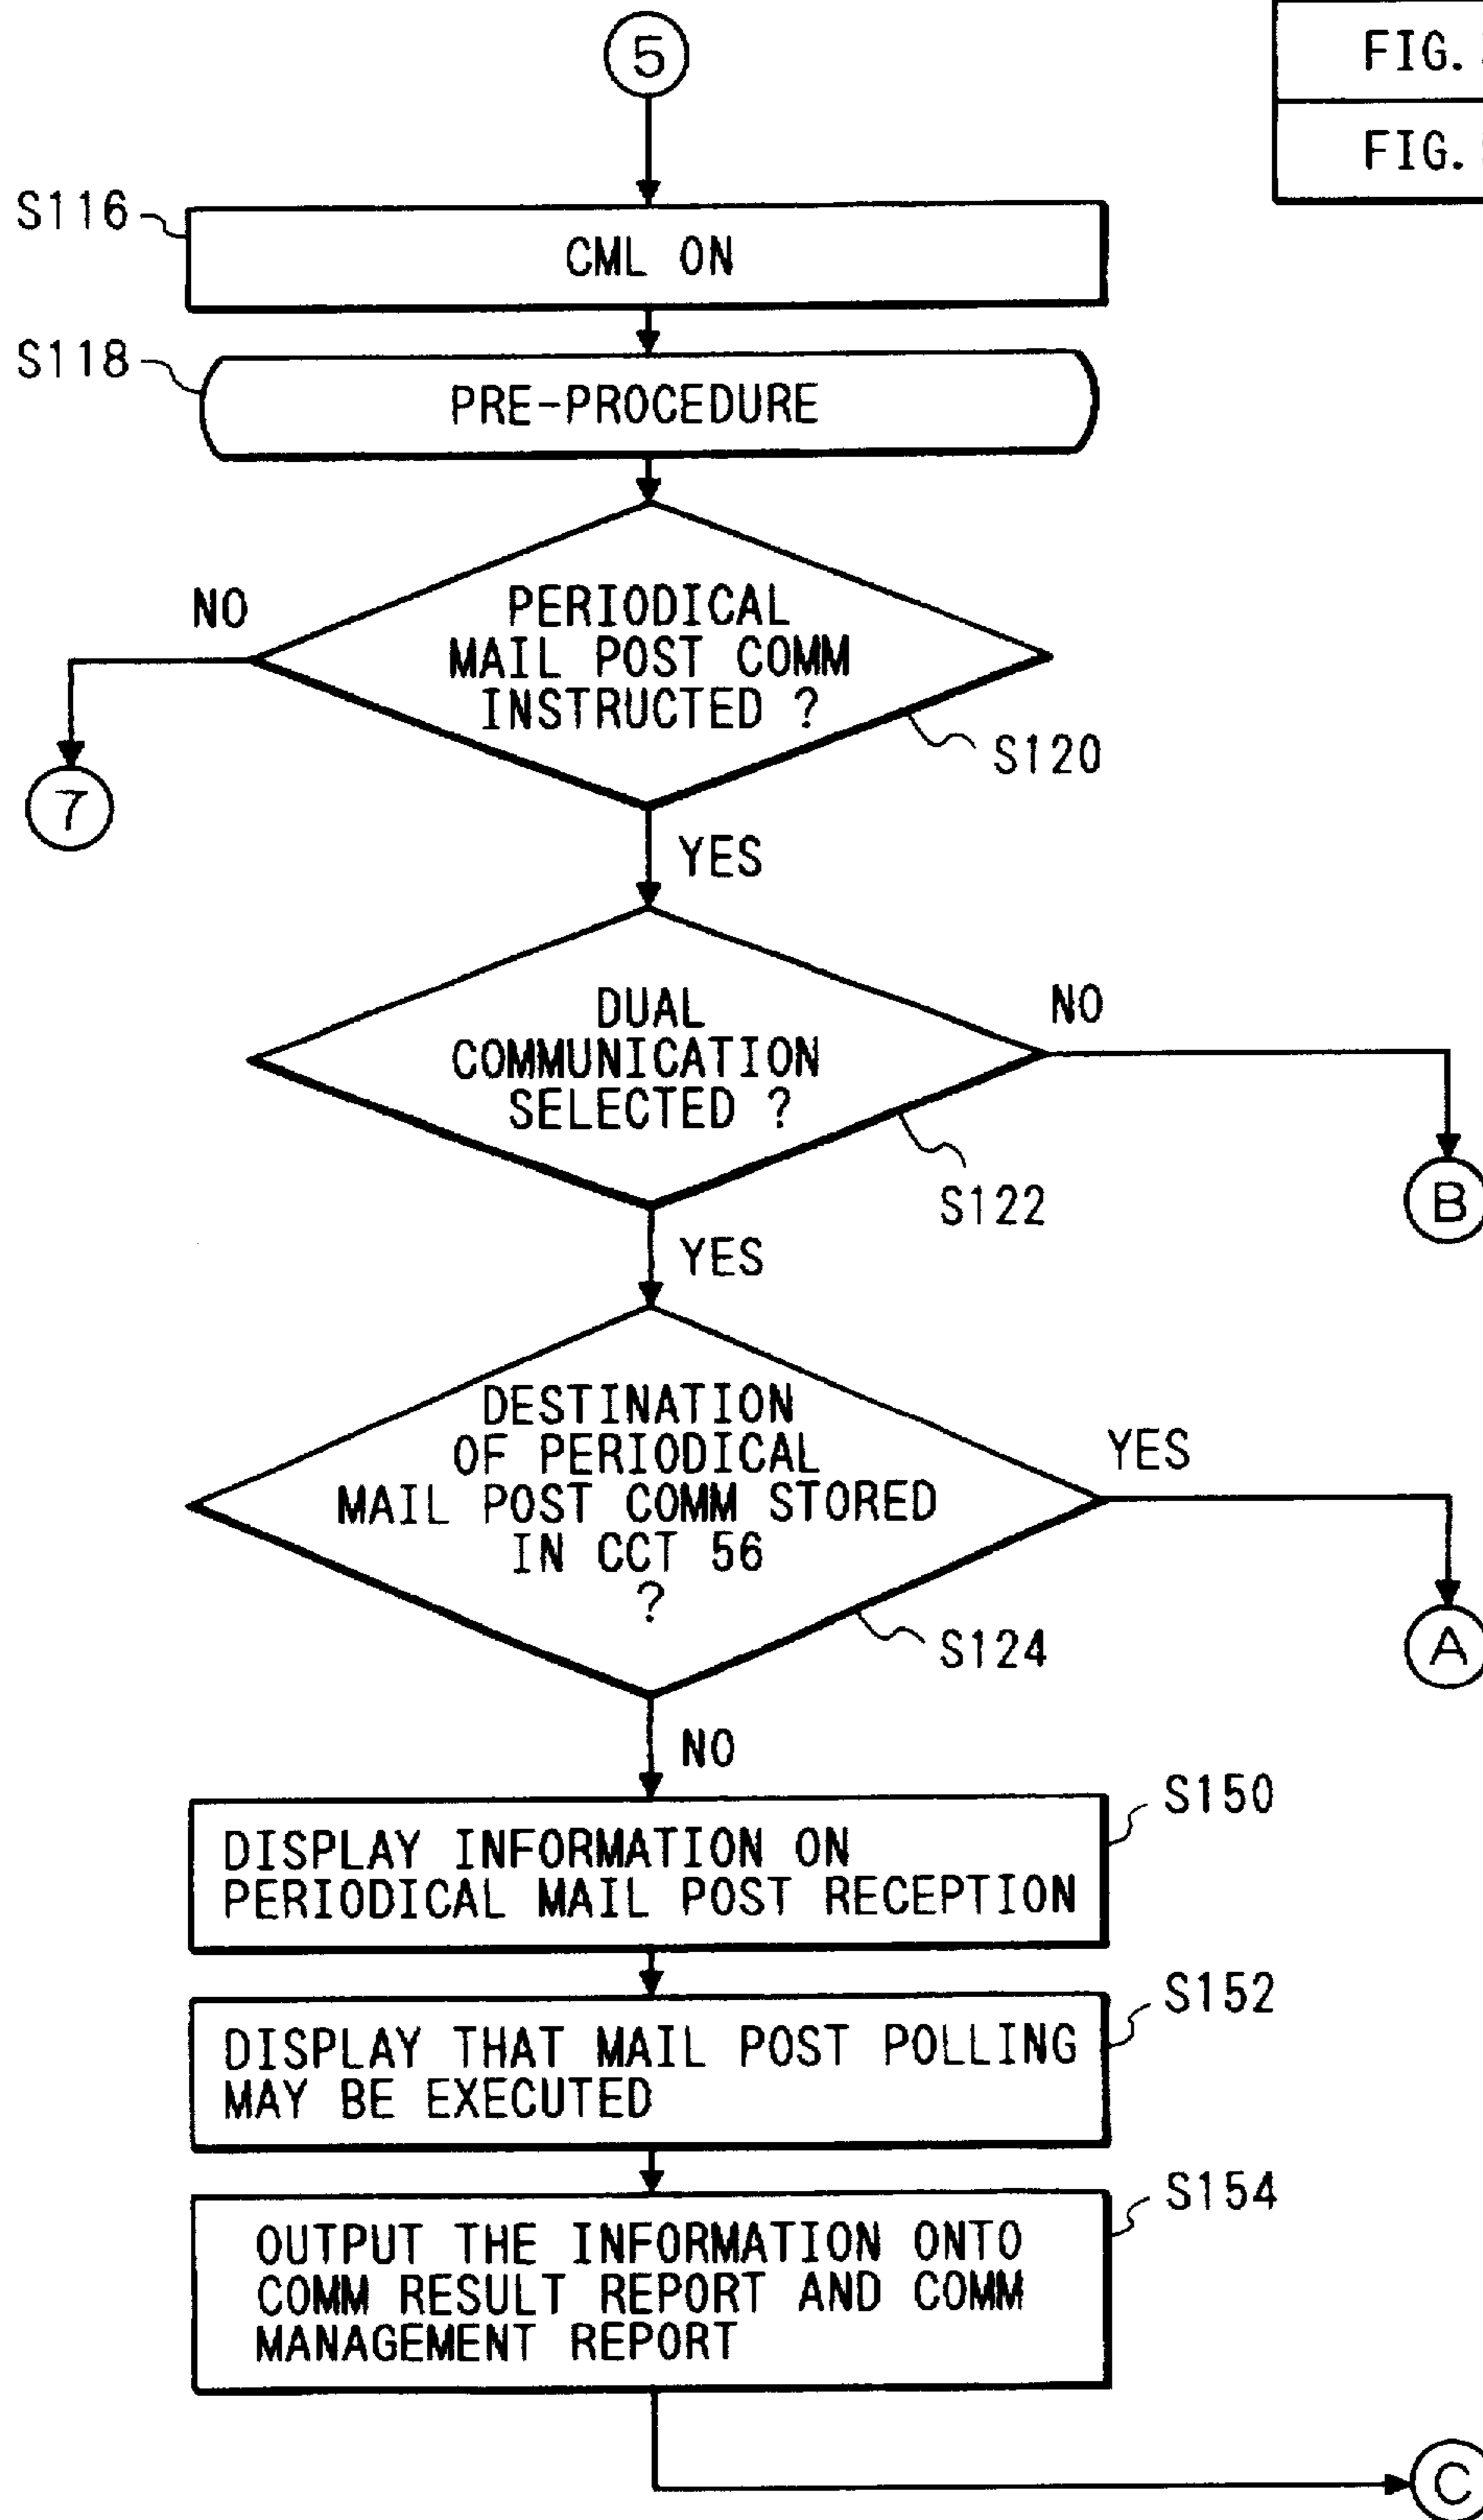 5
FIG.
FIG.
S116
CML ON
S118
PRE-PROCEDURE
NO
PERIODICAL
MAIL POST COMM
INSTRUCTED ?
S120
7
YES
DUAL
COMMUNICATION
SELECTED ?
NO
S122
B
YES
DESTINATION
OF PERIODICAL
MAIL POST COMM STORED
IN CCT 56
?
YES
S124
A
NO
S150
DISPLAY INFORMATION ON
PERIODICAL MAIL POST RECEPTION
S152
DISPLAY THAT MAIL POST POLLING
MAY BE EXECUTED
S154
OUTPUT THE INFORMATION ONTO
COMM RESULT REPORT AND COMM
MANAGEMENT REPORT
C